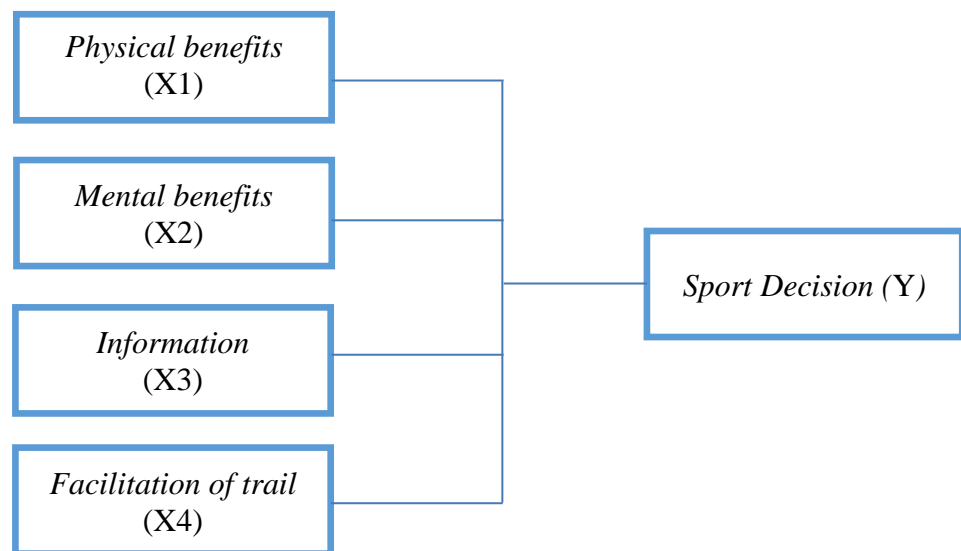 Physical benefits
(X1)
Mental benefits
(X2)
Information
(X3)
Facilitation of trail
(X4)
Sport Decision (Y)